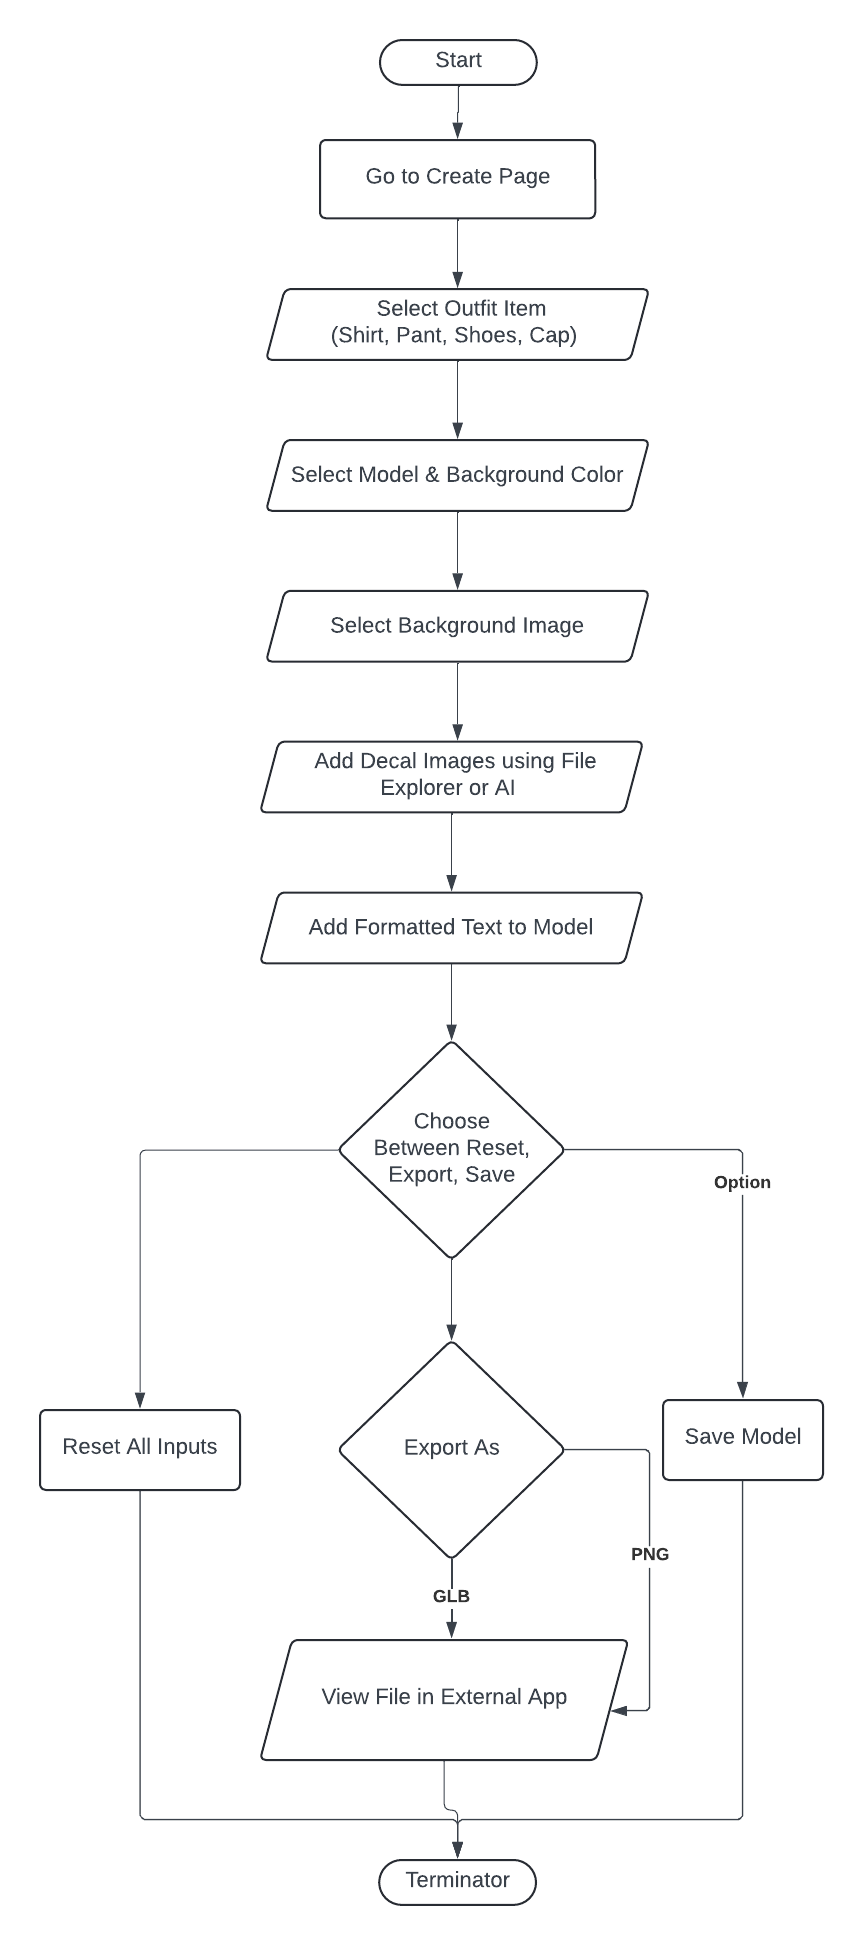 Start
Go to Create Page
Select Outfit Item
(Shirt, Pant, Shoes, Cap)
Select Model & Background Color
Select Background Image
Add Decal Images using File
Explorer or AI
Add Formatted Text to Model
Choose
Between Reset,
Export, Save
Option
Reset All Inputs
Export As
Save Model
PNG
GLB
View File in External App
Terminator